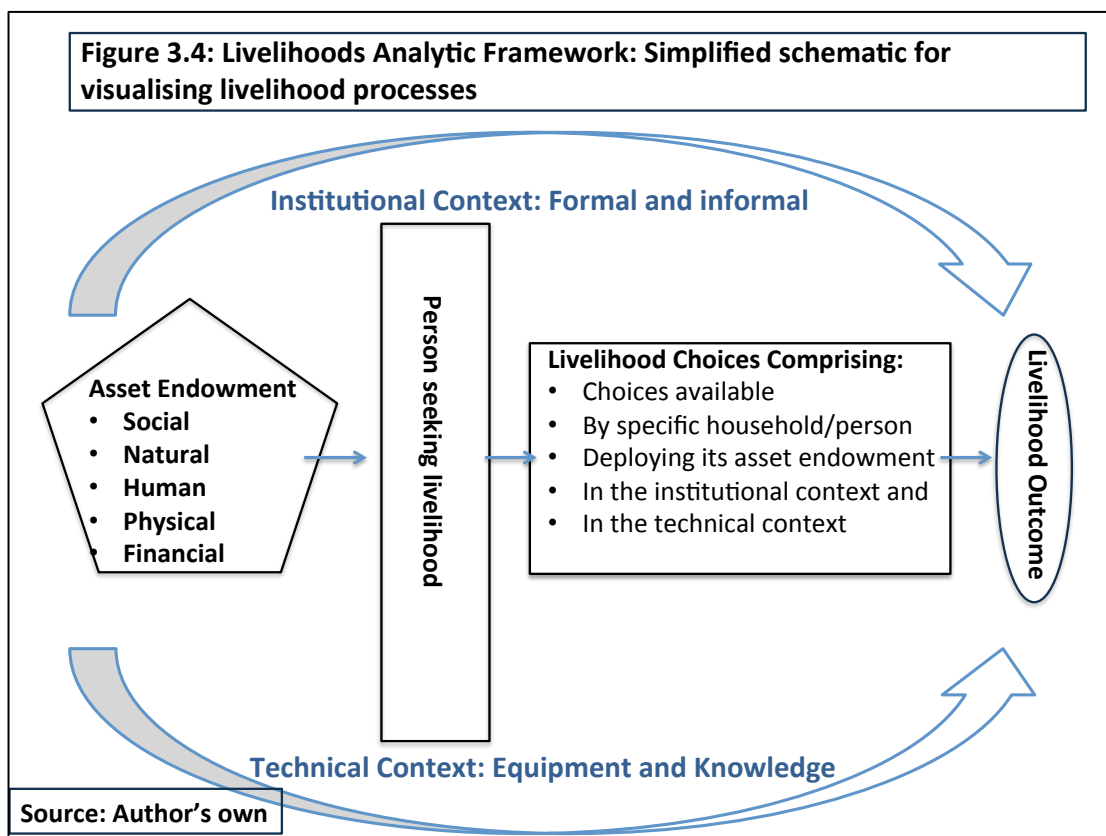 Figure 3.4: Livelihoods Analytic Framework: Simplified schematic for
visualising livelihood processes
Institutional Context: Formal and informal
Asset Endowment
• Social
• Natural
• Human
• Physical
• Financial
Person seeking livelihood
Livelihood Choices Comprising:
• Choices available
• By specific household/person
• Deploying its asset endowment
• In the institutional context and
• In the technical context
Livelihood Outcome
Technical Context: Equipment and Knowledge
Source: Author’s own